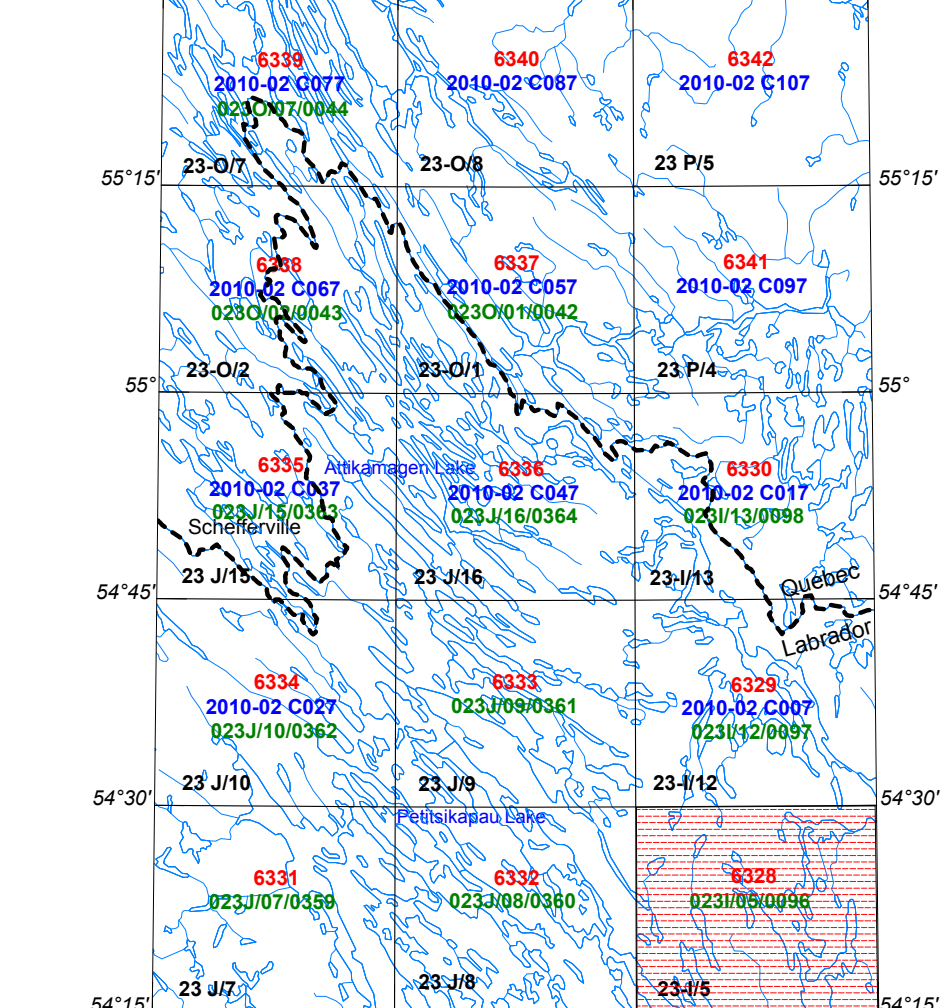 6339
2010-02 C077
023O/07/0044
23-O/7
6340
2010-02 C087
23-O/8
6342
2010-02 C107
23 P/5
55°15'
55°15'
6338
2010-02 C067
023O/02/0043
23-O/2
6337
2010-02 C057
023O/01/0042
23-O/1
6341
2010-02 C097
23 P/4
55°
55°
6335
2010-02 C037
023J/15/0363
Schefferville
23 J/15
Attikamagen Lake
6336
2010-02 C047
023J/16/0364
23 J/16
6330
2010-02 C017
023I/13/0098
23-I/13
Québec
Labrador
54°45'
54°45'
6334
2010-02 C027
023J/10/0362
23 J/10
6333
023J/09/0361
23 J/9
6329
2010-02 C007
023I/12/0097
23-I/12
54°30'
54°30'
Petitsikapau Lake
6331
023J/07/0359
23 J/7
6332
023J/08/0360
23 J/8
6328
023I/05/0096
23-I/5
54°15'
54°15'